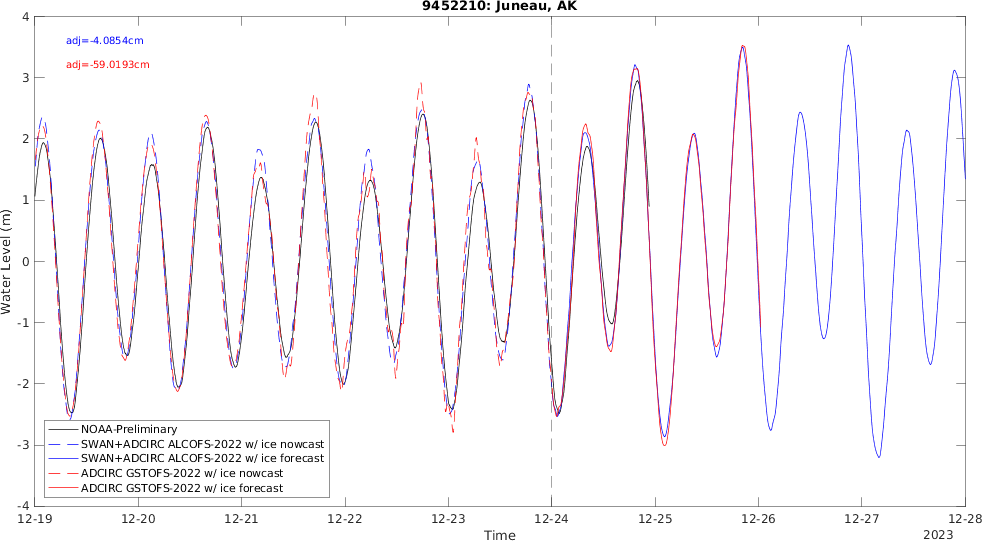 9452210: Juneau, AK
adj=-4.0854cm
adj=-59.0193cm
4
3
2
1
0
-1
-2
-3
-4
Water Level (m)
NOAA-Preliminary
SWAN+ADCIRC ALCOFS-2022 w/ ice nowcast
SWAN+ADCIRC ALCOFS-2022 w/ ice forecast
ADCIRC GSTOFS-2022 w/ ice nowcast
ADCIRC GSTOFS-2022 w/ ice forecast
12-19 12-20 12-21 12-22 12-23 12-24 12-25 12-26 12-27 12-28
Time
2023